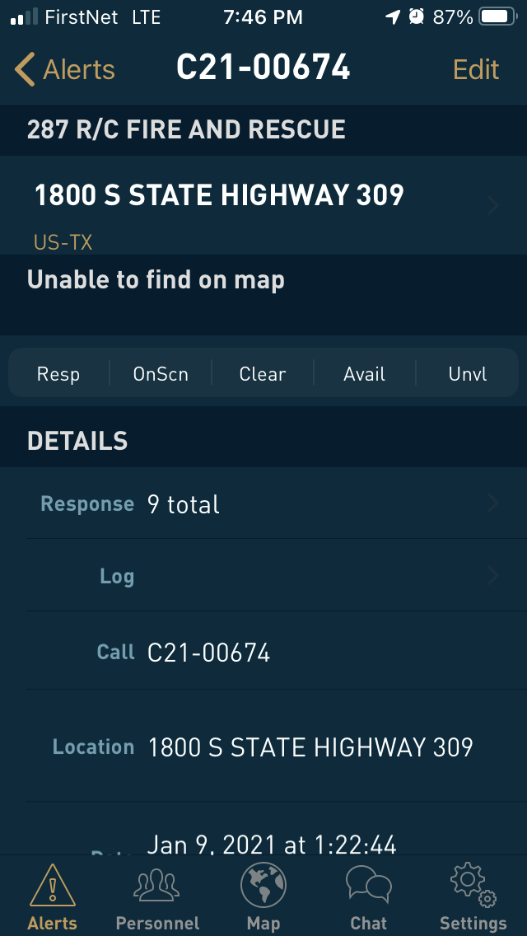 FirstNet LTE 7:46 PM 87%
Alerts C21-00674 Edit
287 R/C FIRE AND RESCUE
1800 S STATE HIGHWAY 309
US-TX
Unable to find on map
Resp OnScn Clear Avail Unvl
DETAILS
Response 9 total
Log
Call C21-00674
Location 1800 S STATE HIGHWAY 309
Jan 9, 2021 at 1:22:44
Alerts Personnel Map Chat Settings